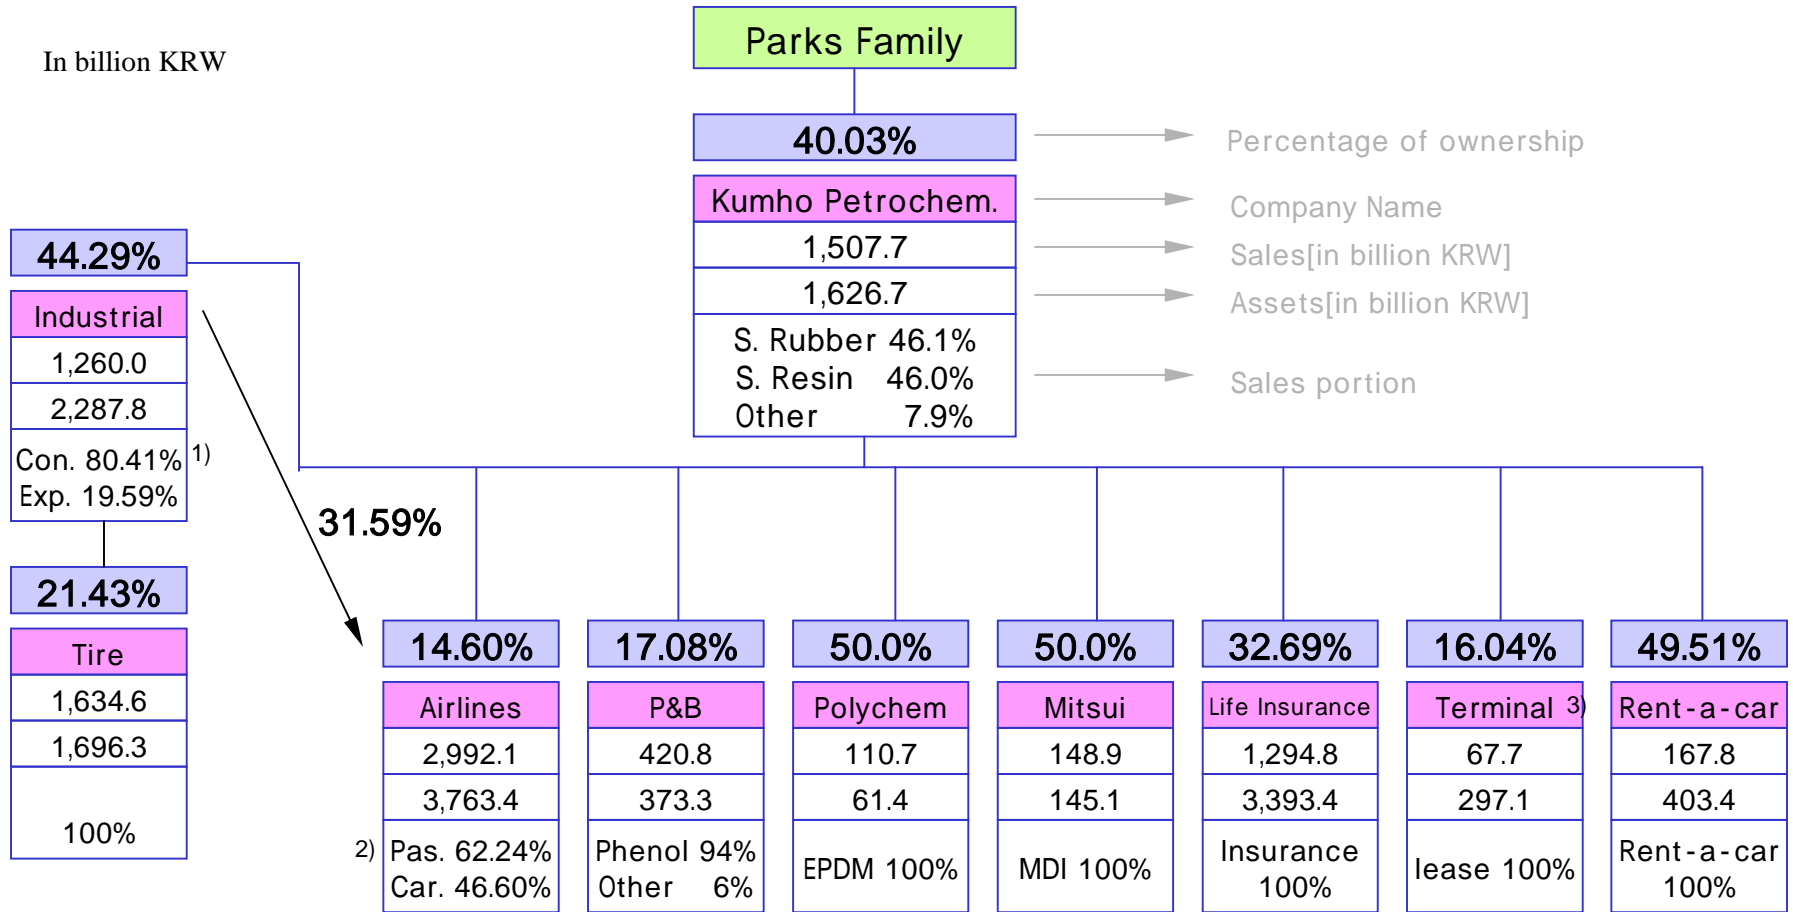 Parks Family
In billion KRW
40.03%
Percentage of ownership
Kumho Petrochem.
Company Name
1,507.7
Sales[in billion KRW]
1,626.7
Assets[in billion KRW]
S. Rubber 46.1%
S. Resin 46.0%
Other 7.9%
Sales portion
44.29%
Industrial
1,260.0
2,287.8
Con. 80.41% 1)
Exp. 19.59%
31.59%
21.43%
Tire
1,634.6
1,696.3
100%
14.60%
Airlines
2,992.1
3,763.4
2) Pas. 62.24%
Car. 46.60%
17.08%
P&B
420.8
373.3
Phenol 94%
Other 6%
50.0%
Polychem
110.7
61.4
EPDM 100%
50.0%
Mitsui
148.9
145.1
MDI 100%
32.69%
Life Insurance
1,294.8
3,393.4
Insurance
100%
16.04%
Terminal 3)
67.7
297.1
lease 100%
49.51%
Rent-a-car
167.8
403.4
Rent-a-car
100%